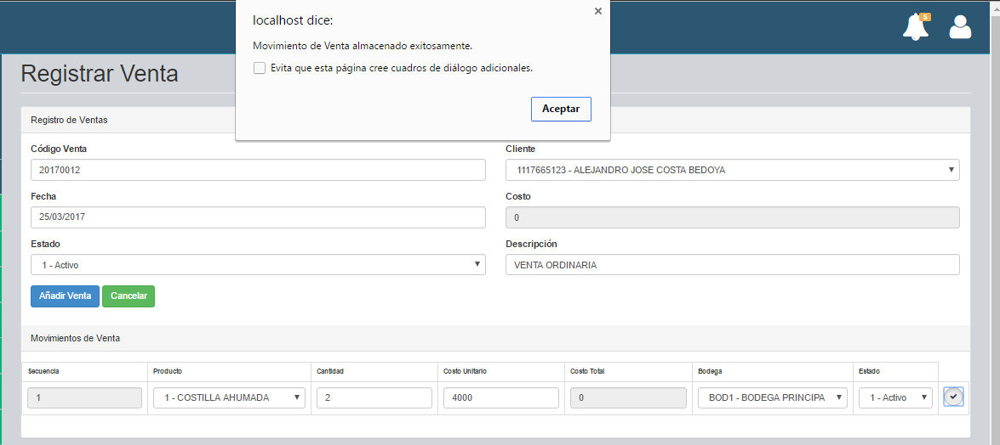 localhost dice:
Movimiento de Venta almacenado exitosamente.
Evita que esta página cree cuadros de diálogo adicionales.
Aceptar
5
Registrar Venta
Registro de Ventas
Código Venta
Cliente
20170012
1117665123 - ALEJANDRO JOSE COSTA BEDOYA
Fecha
Costo
25/03/2017
0
Estado
Descripción
1 - Activo
VENTA ORDINARIA
Añadir Venta
Cancelar
Movimientos de Venta
Secuencia Producto Cantidad Costo Unitario Costo Total Bodega Estado
1 1 - COSTILLA AHUMADA 2 4000 0 BOD1 - BODEGA PRINCIPA 1 - Activo